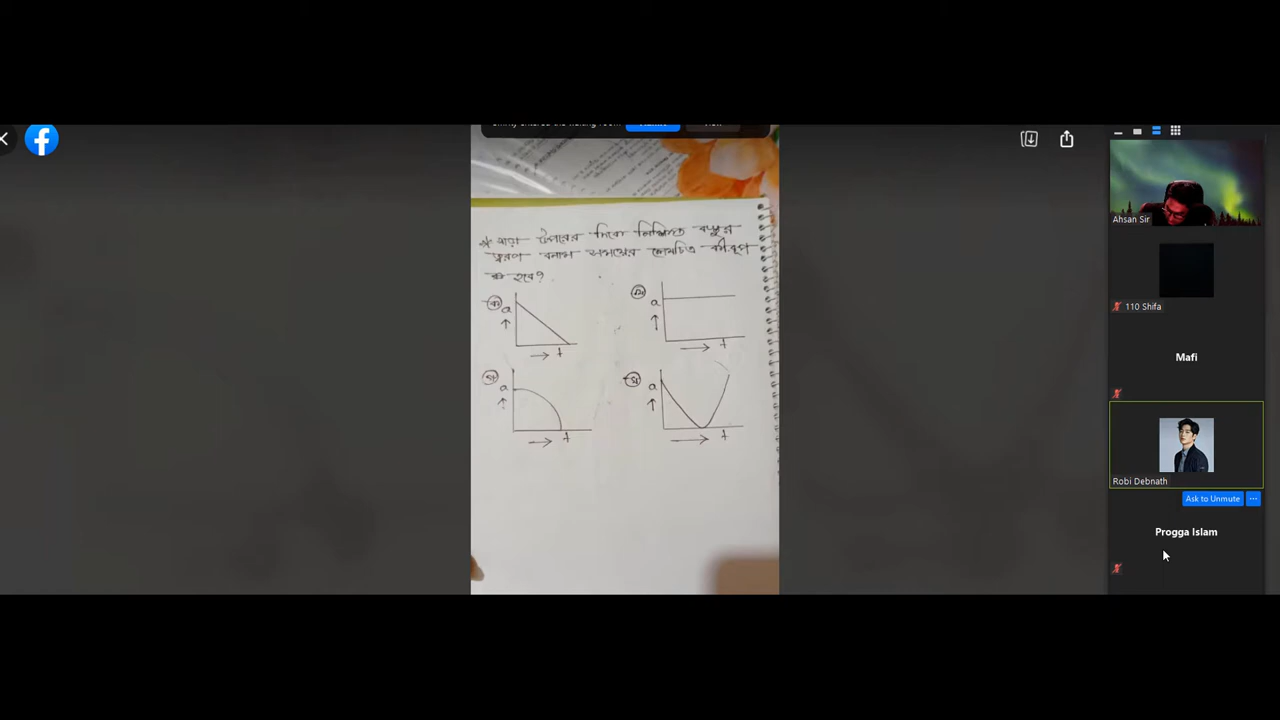 * খাড়া উপরের দিকে নিক্ষিপ্ত বস্তুর
ত্বরণ বনাম সময়ের লেখচিত্র কীরূপ
হবে?
ক a t
গ a t
খ a t
ঘ a t
Ahsan Sir
110 Shifa
Mafi
Robi Debnath
Ask to Unmute ...
Progga Islam